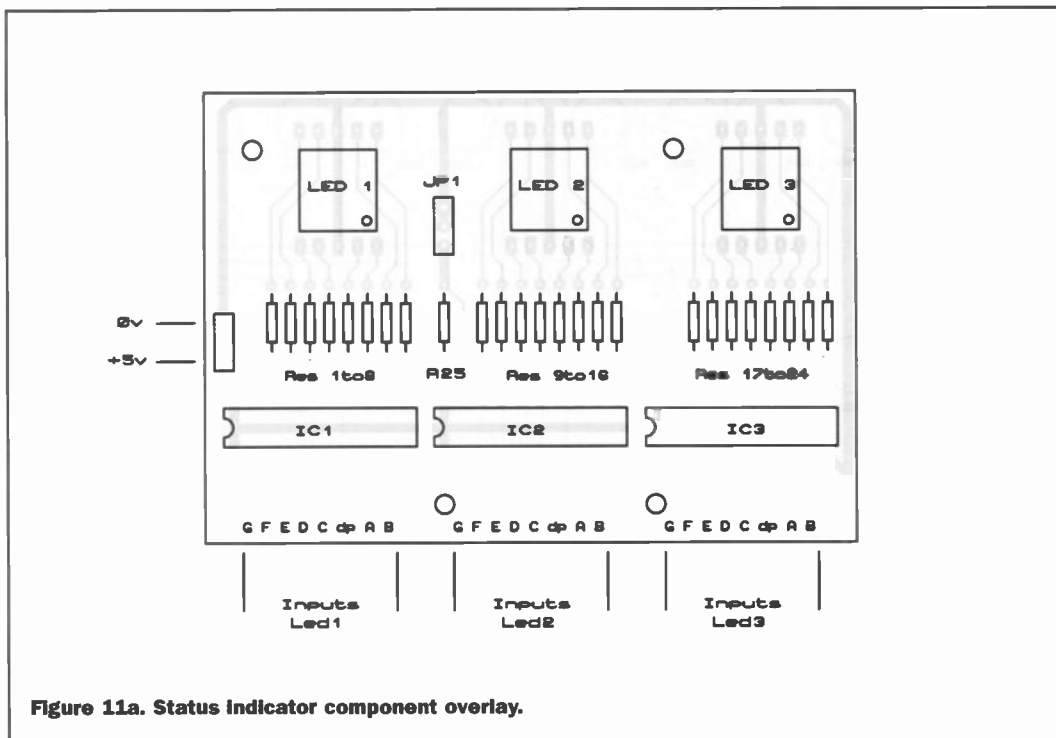 LED 1
JP1
LED 2
LED 3
0v
+5v
Res 1to8
R25
Res 9to16
Res 17to24
IC1
IC2
IC3
G F E D C dp A B
G F E D C dp A B
G F E D C dp A B
Inputs
Led1
Inputs
Led2
Inputs
Led3
Figure 11a. Status indicator component overlay.